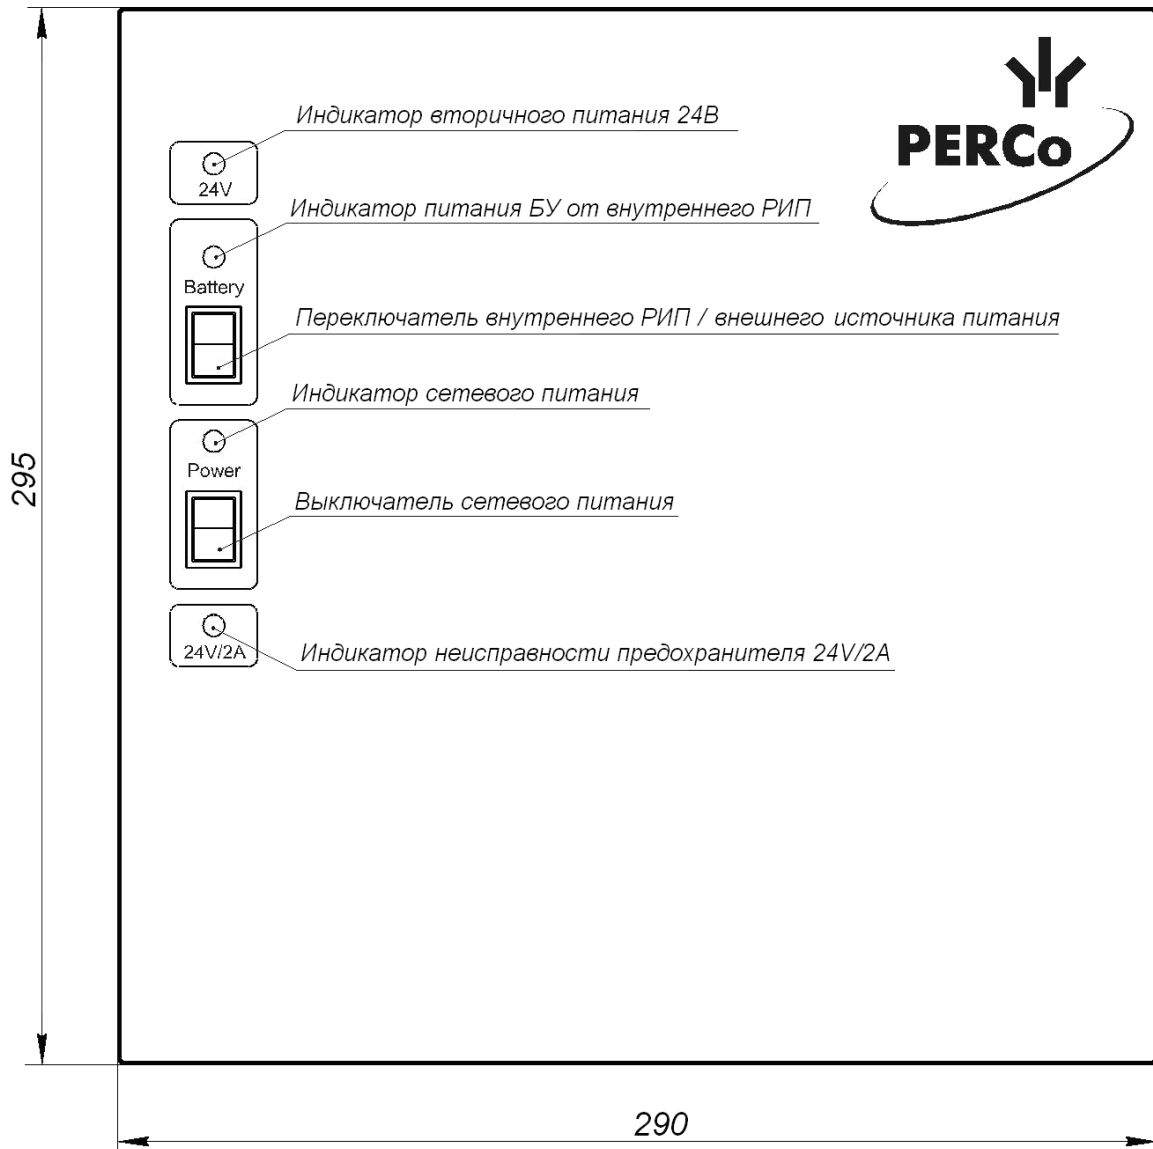 PERCo
Индикатор вторичного питания 24В
24V
Индикатор питания БУ от внутреннего РИП
Battery
Переключатель внутреннего РИП / внешнего источника питания
Индикатор сетевого питания
Power
Выключатель сетевого питания
295
24V/2A
Индикатор неисправности предохранителя 24V/2A
290